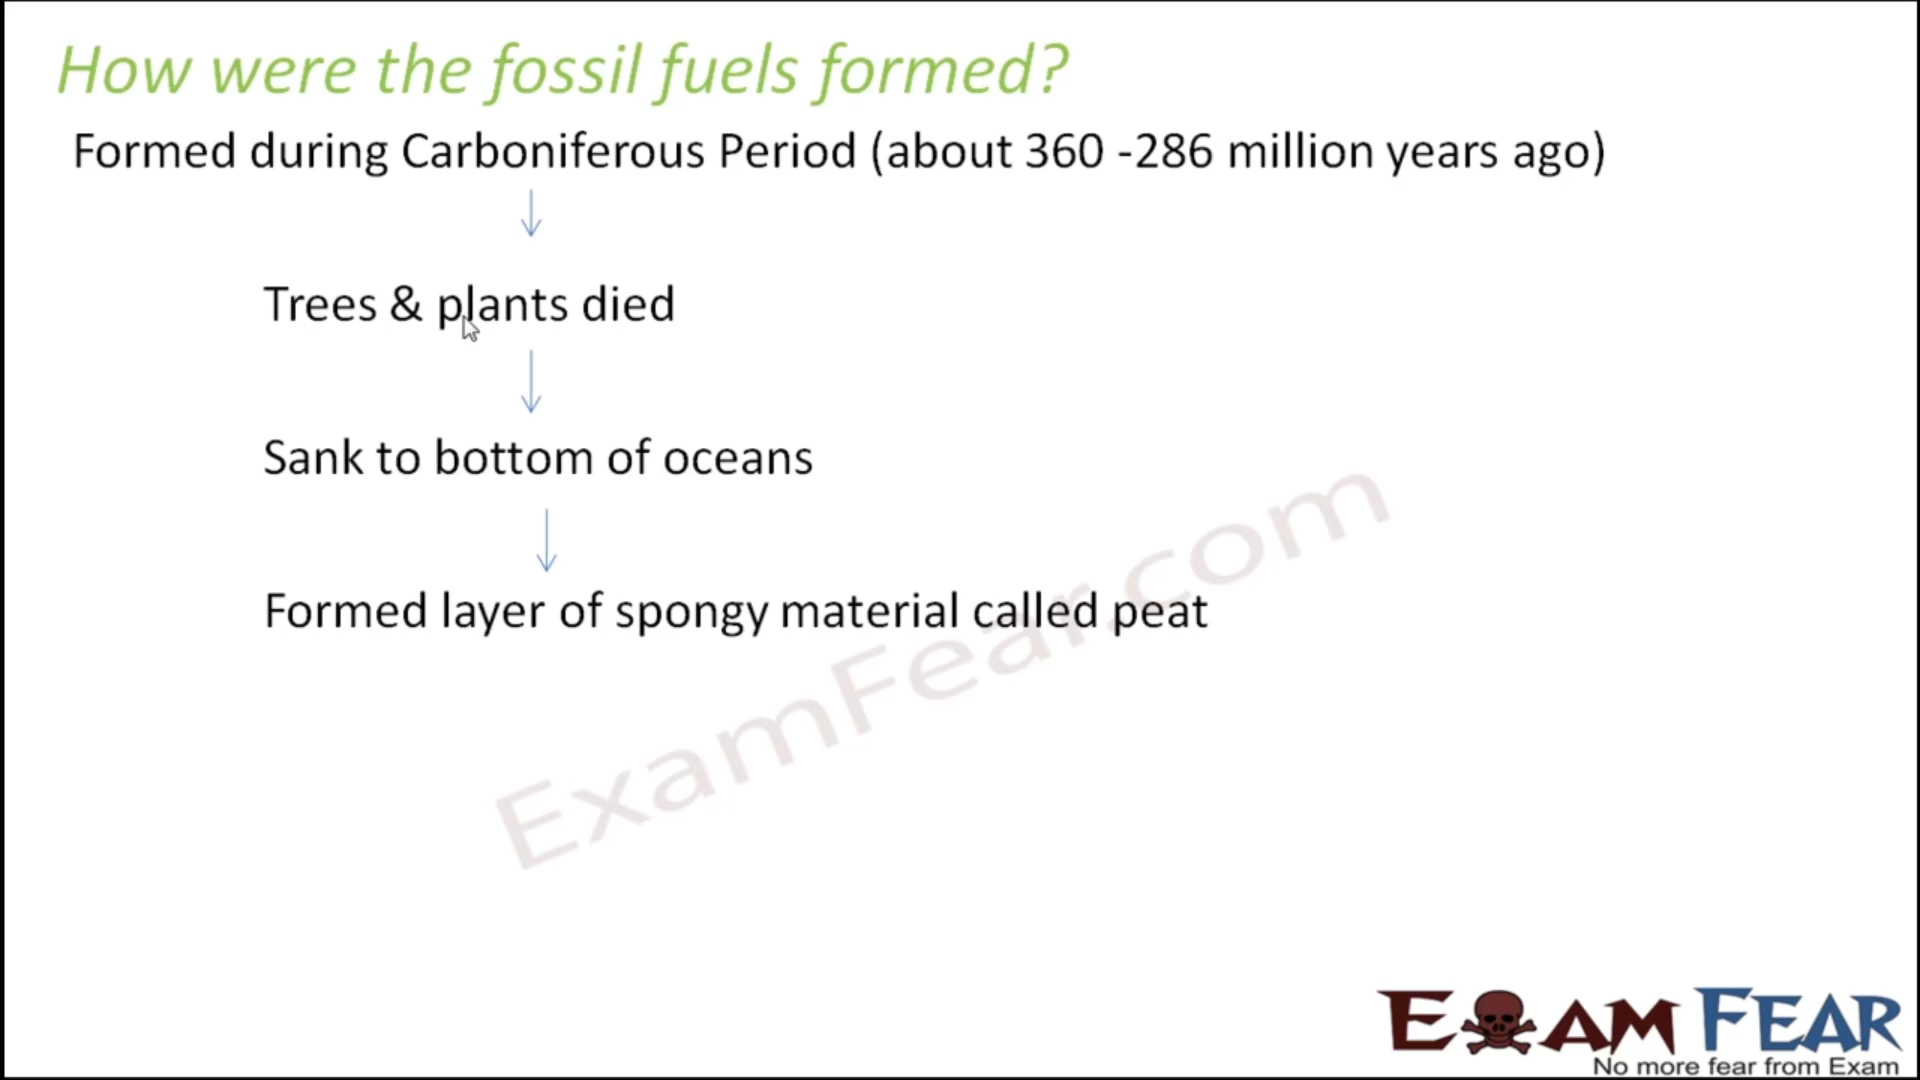 How were the fossil fuels formed?
Formed during Carboniferous Period (about 360 -286 million years ago)
Trees & plants died
Sank to bottom of oceans
Formed layer of spongy material called peat
ExamFear.com
EXAM FEAR
No more fear from Exam